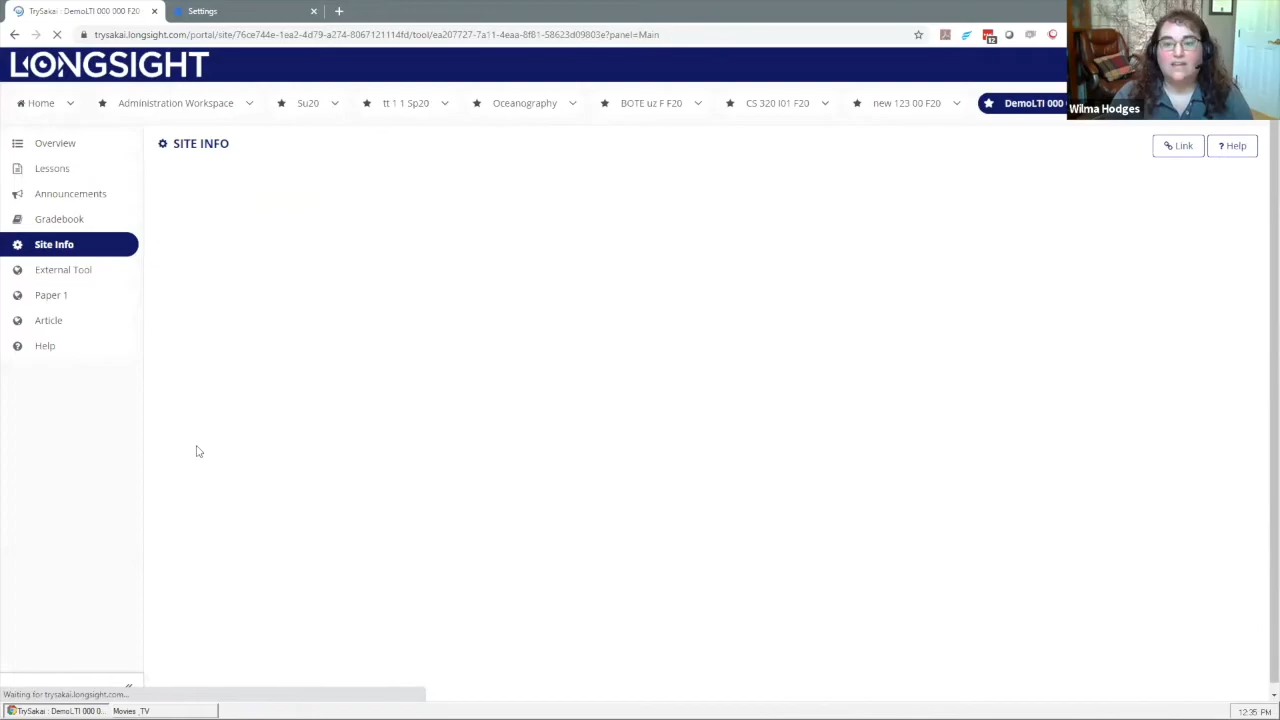 TrySakai : DemoLTI 000 000 F20
Settings
trysakai.longsight.com/portal/site/76ce744e-1ea2-4d79-a274-8067121114fd/tool/ea207727-7a11-4eaa-8f81-58623d09803e?panel=Main
12
LONGSIGHT
Home
Administration Workspace
Su20
tt 1 1 Sp20
Oceanography
BOTE uz F F20
CS 320 I01 F20
new 123 00 F20
DemoLTI 000
Wilma Hodges
Overview
Lessons
Announcements
Gradebook
Site Info
External Tool
Paper 1
Article
Help
SITE INFO
Link
? Help
Waiting for trysakai.longsight.com...
TrySakai : DemoLTI 000 0...
Movies _TV
12:35 PM